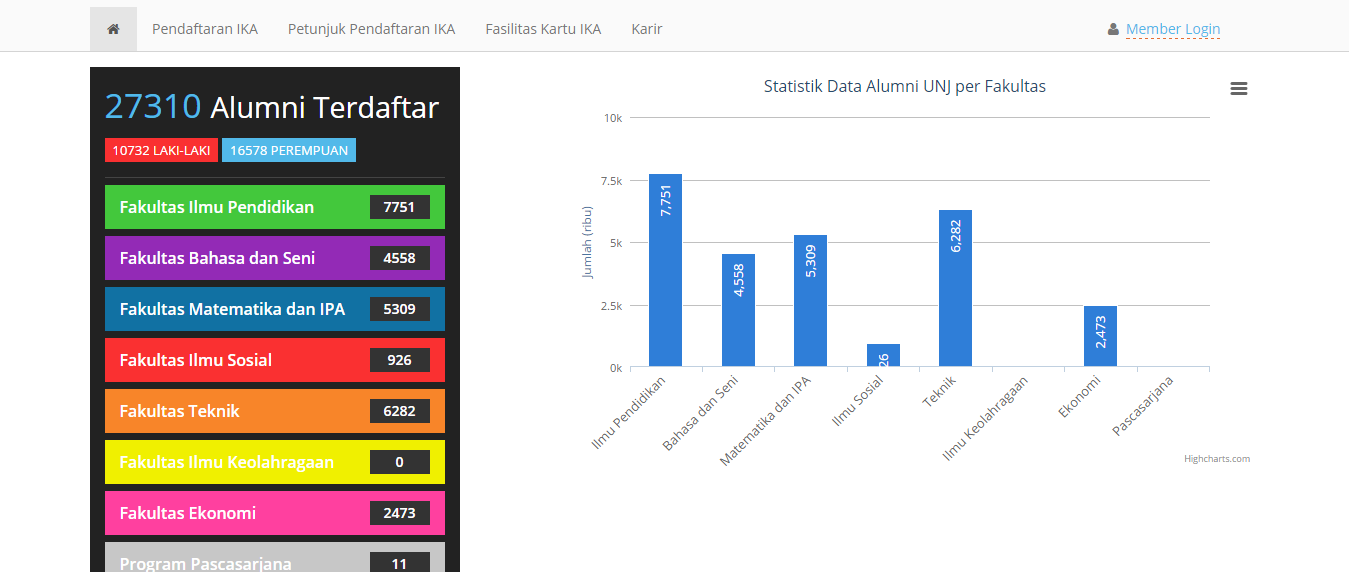 Pendaftaran IKA
Petunjuk Pendaftaran IKA
Fasilitas Kartu IKA
Karir
Member Login
27310 Alumni Terdaftar
10732 LAKI-LAKI
16578 PEREMPUAN
Fakultas Ilmu Pendidikan 7751
Fakultas Bahasa dan Seni 4558
Fakultas Matematika dan IPA 5309
Fakultas Ilmu Sosial 926
Fakultas Teknik 6282
Fakultas Ilmu Keolahragaan 0
Fakultas Ekonomi 2473
Program Pascasarjana 11
Statistik Data Alumni UNJ per Fakultas
Jumlah (ribu)
10k
7.5k
5k
2.5k
0k
7,751
4,558
5,309
26
6,282
2,473
Ilmu Pendidikan
Bahasa dan Seni
Matematika dan IPA
Ilmu Sosial
Teknik
Ilmu Keolahragaan
Ekonomi
Pascasarjana
Highcharts.com